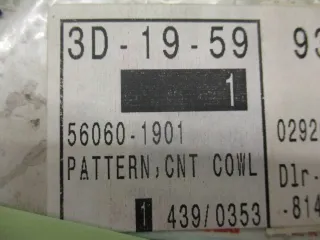 3D-19-59 93
1
56060-1901 0292
PATTERN,CNT COWL Dlr-
1 439/0353 -814